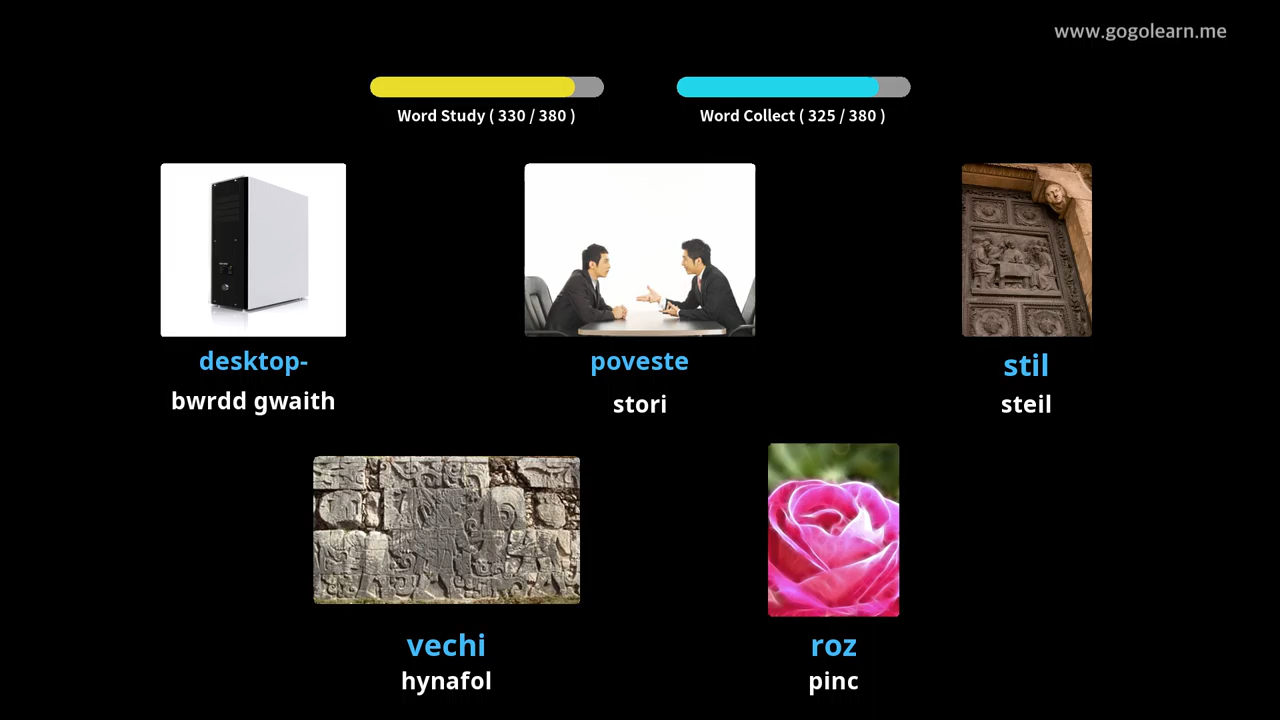 www.gogolearn.me
Word Study ( 330 / 380 )
Word Collect ( 325 / 380 )
desktop-
bwrdd gwaith
poveste
stori
stil
steil
vechi
hynafol
roz
pinc